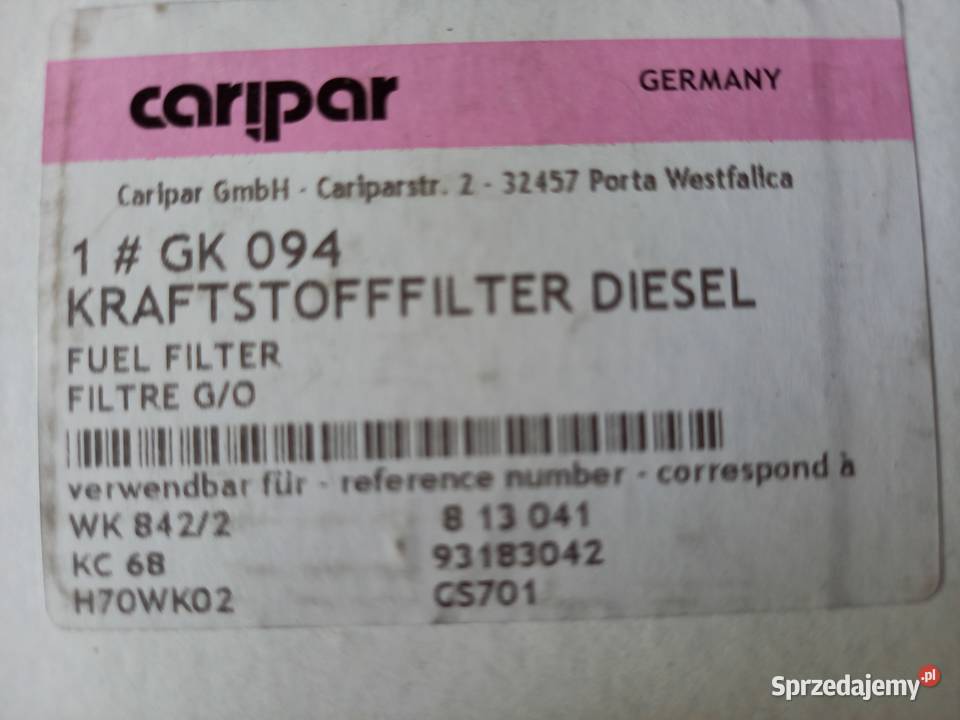 caripar
GERMANY
Caripar GmbH - Cariparstr. 2 - 32457 Porta Westfalica
1 # GK 094
KRAFTSTOFFFILTER DIESEL
FUEL FILTER
FILTRE G/O
verwendbar für - reference number - correspond à
WK 842/2 8 13 041
KC 68 93183042
H70WK02 CS701
Sprzedajemy.pl